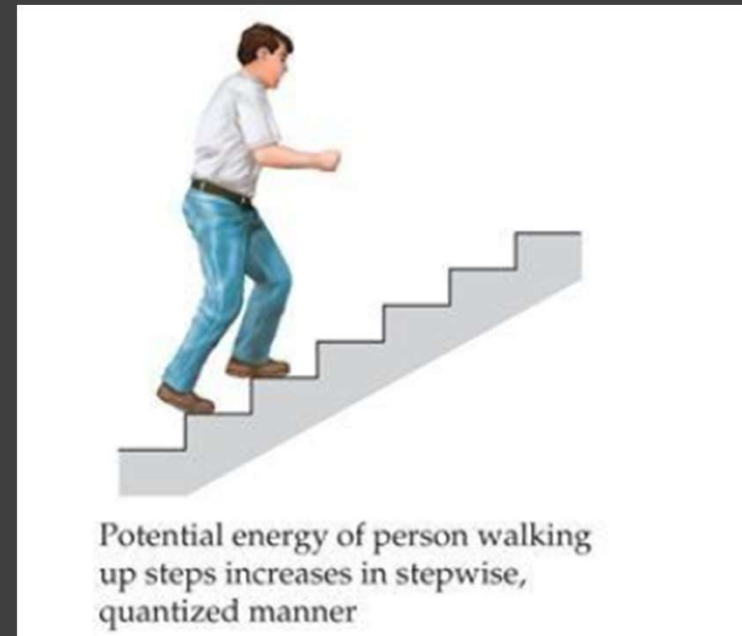 Potential energy of person walking
up steps increases in stepwise,
quantized manner